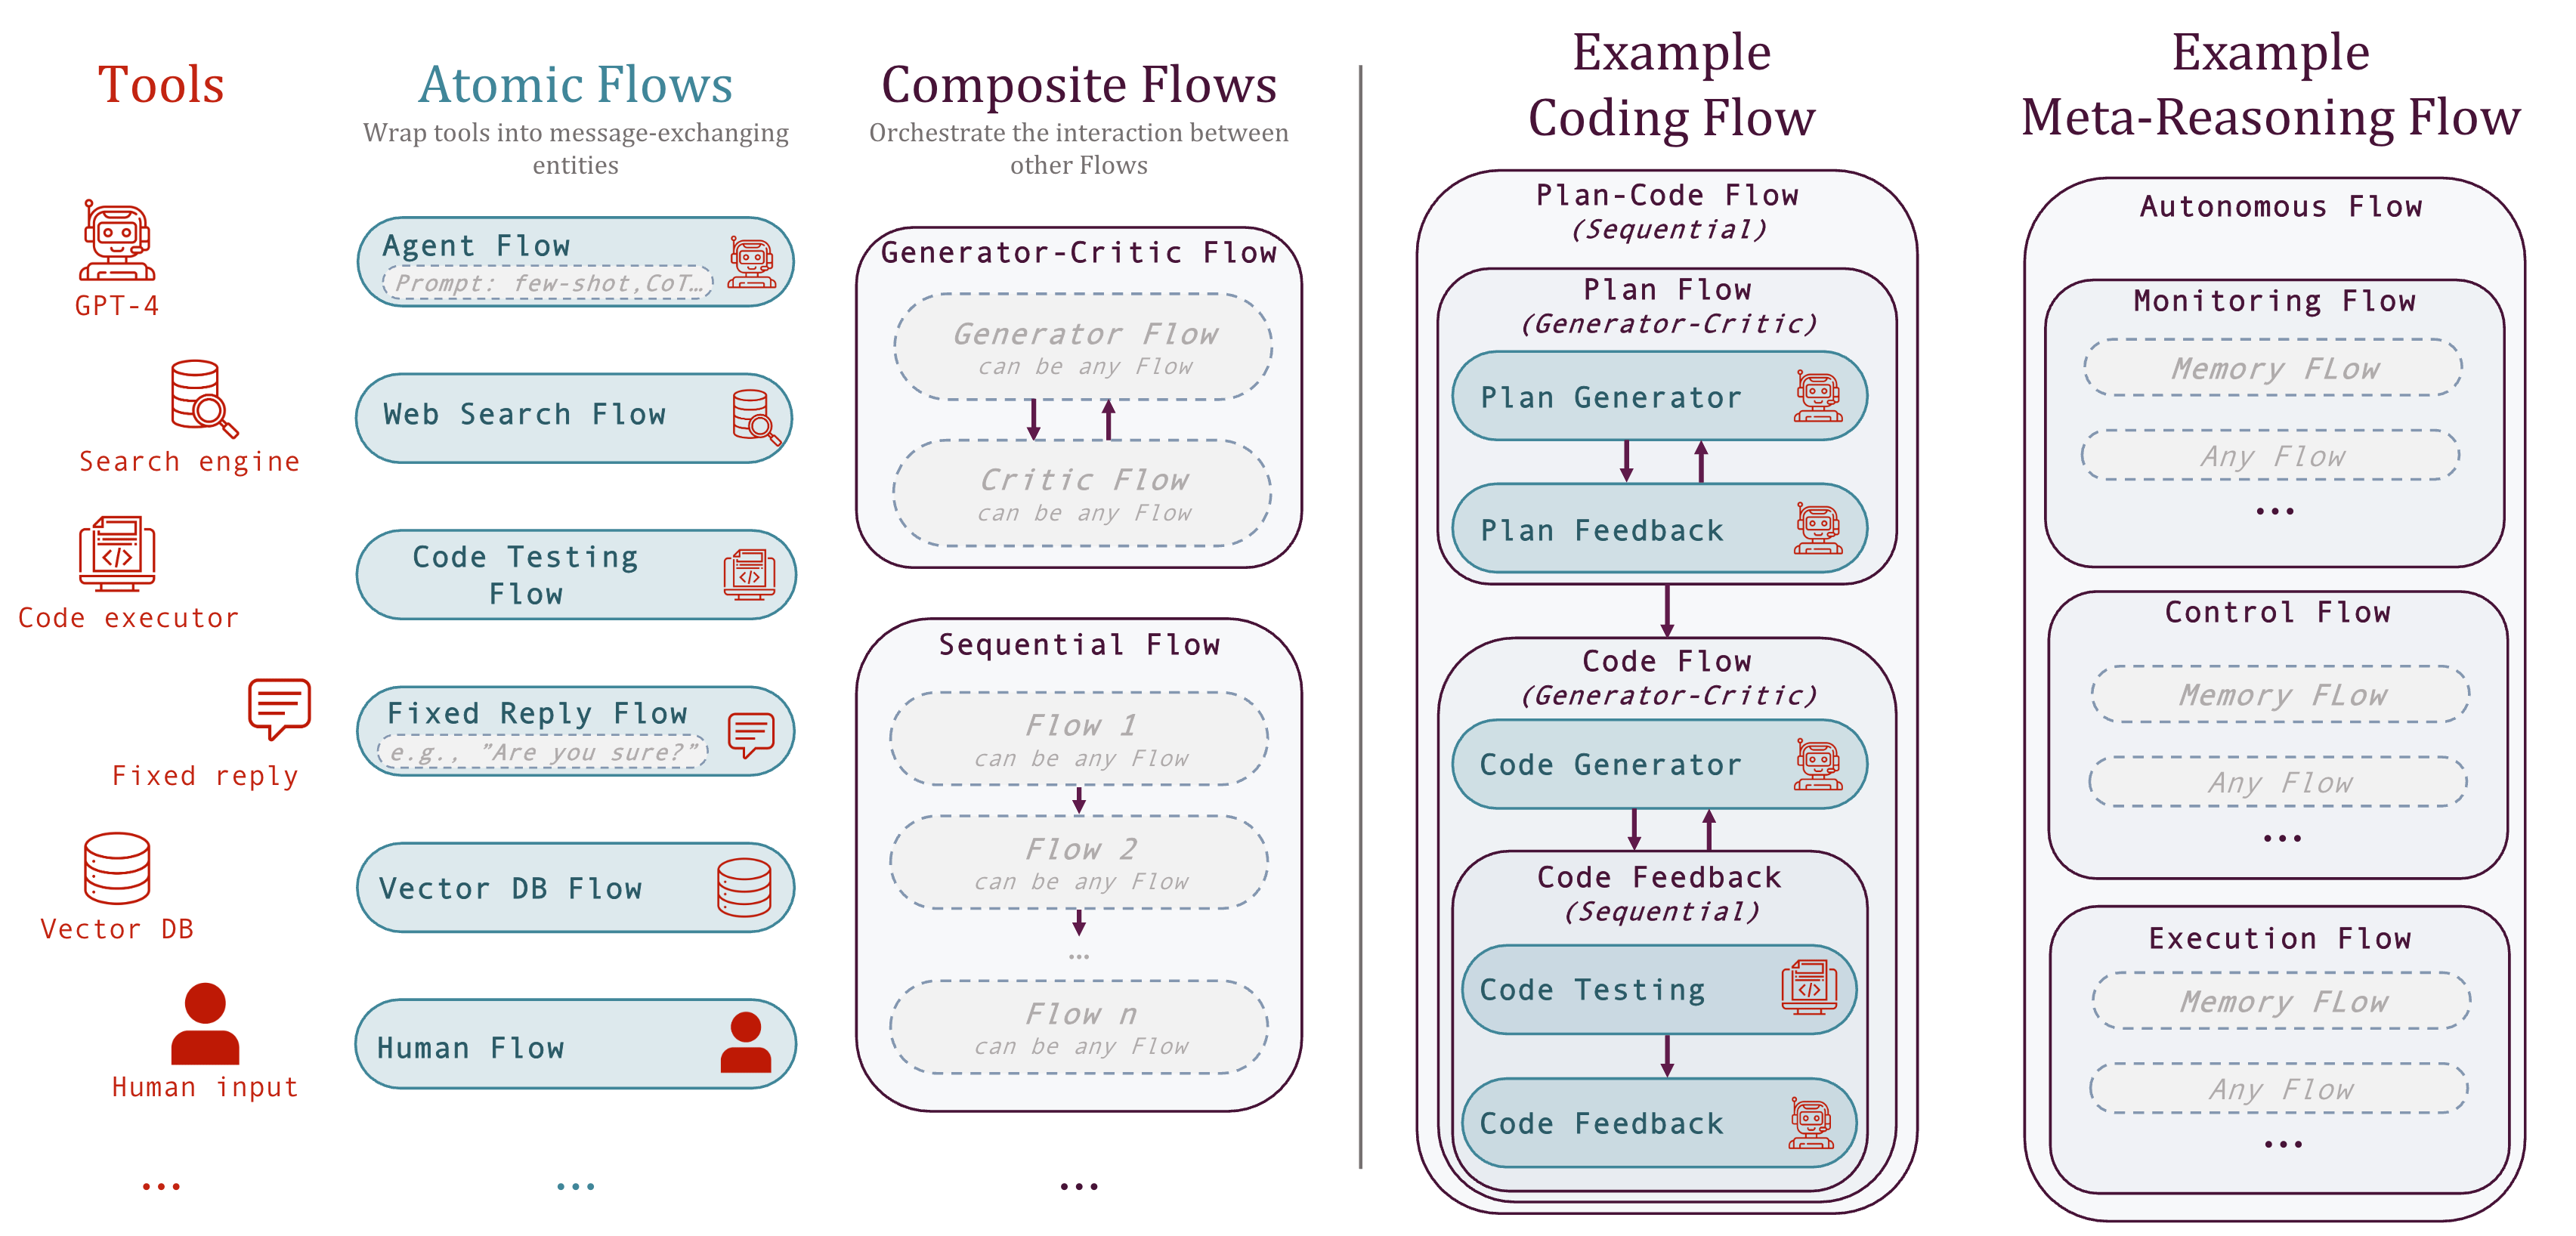 Tools
GPT-4
Search engine
Code executor
Fixed reply
Vector DB
Human input
...
Atomic Flows
Wrap tools into message-exchanging
entities
Agent Flow
Prompt: few-shot,CoT…
Web Search Flow
Code Testing
Flow
Fixed Reply Flow
e.g., ”Are you sure?”
Vector DB Flow
Human Flow
...
Composite Flows
Orchestrate the interaction between
other Flows
Generator-Critic Flow
Generator Flow
can be any Flow
Critic Flow
can be any Flow
Sequential Flow
Flow 1
can be any Flow
Flow 2
can be any Flow
...
Flow n
can be any Flow
...
Example
Coding Flow
Plan-Code Flow
(Sequential)
Plan Flow
(Generator-Critic)
Plan Generator
Plan Feedback
Code Flow
(Generator-Critic)
Code Generator
Code Feedback
(Sequential)
Code Testing
Code Feedback
Example
Meta-Reasoning Flow
Autonomous Flow
Monitoring Flow
Memory FLow
Any Flow
...
Control Flow
Memory FLow
Any Flow
...
Execution Flow
Memory FLow
Any Flow
...